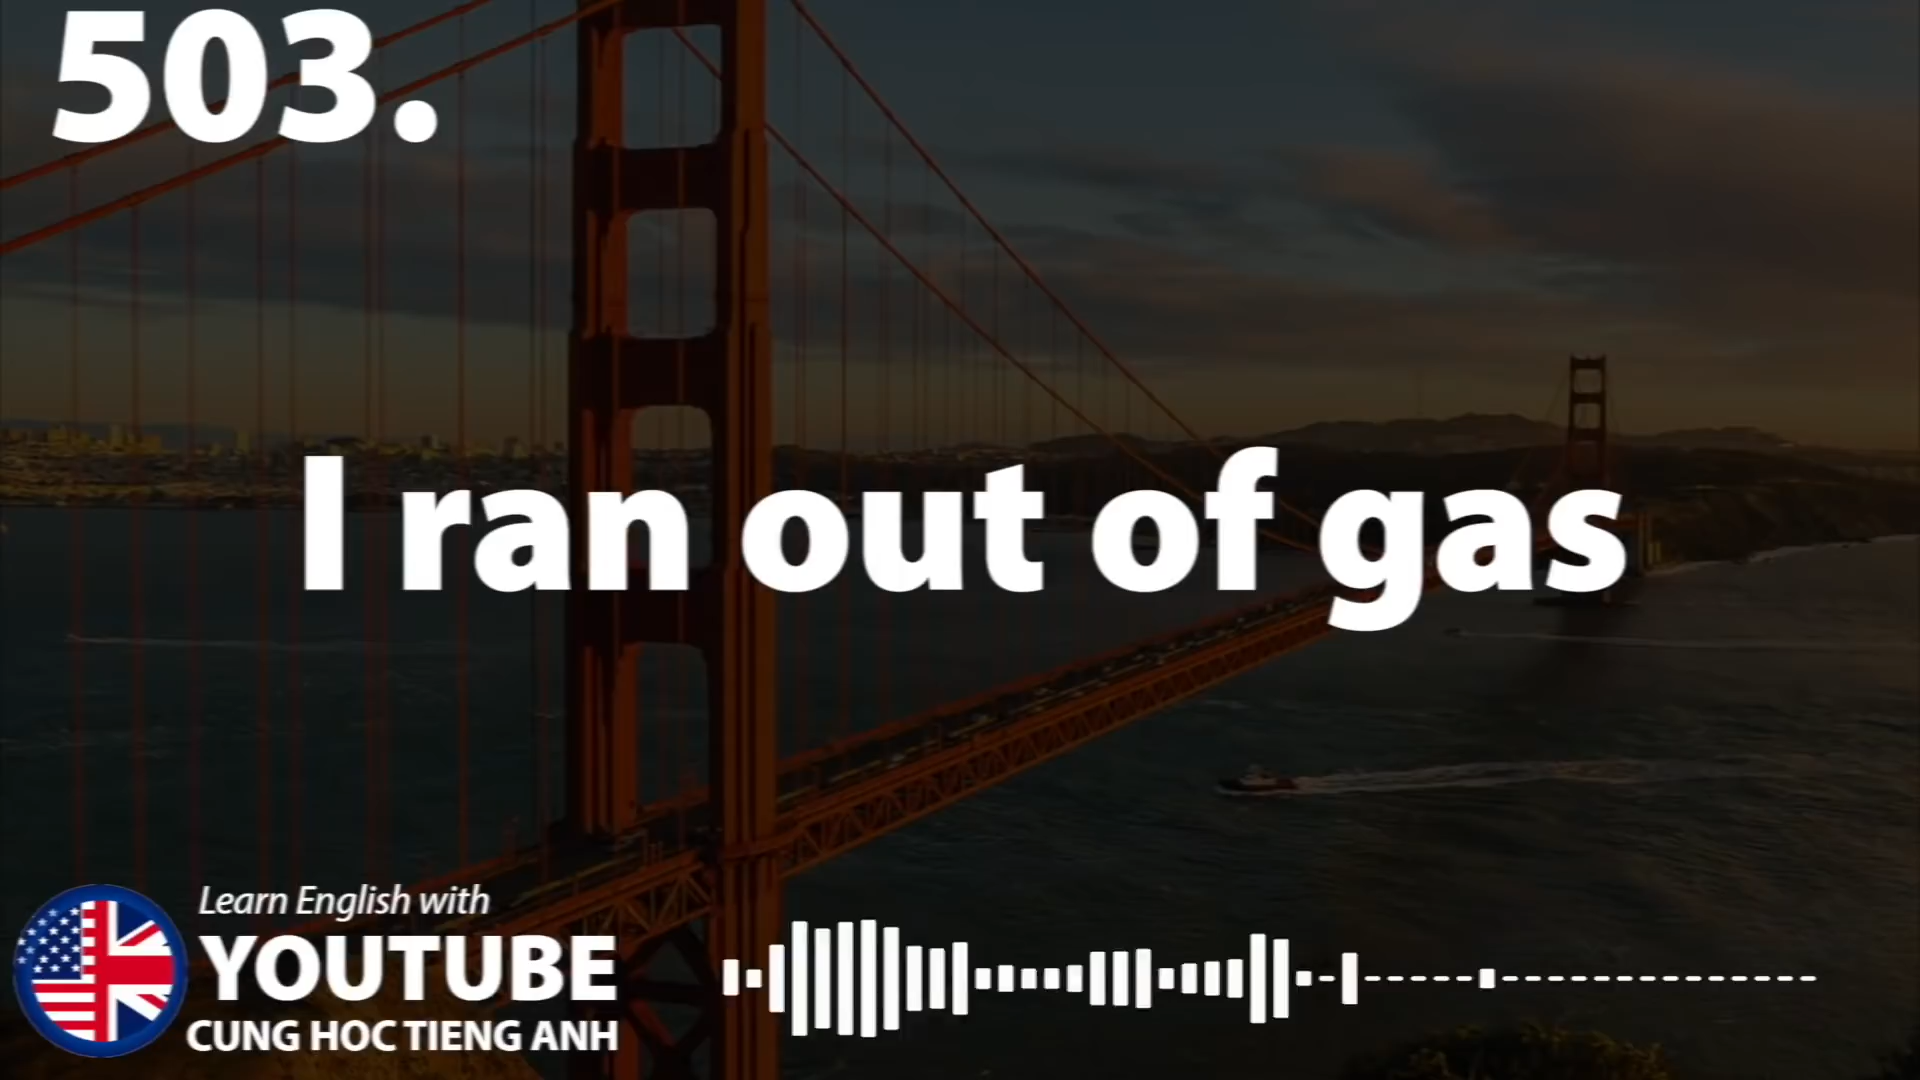 503.
I ran out of gas
Learn English with
YOUTUBE
CUNG HOC TIENG ANH